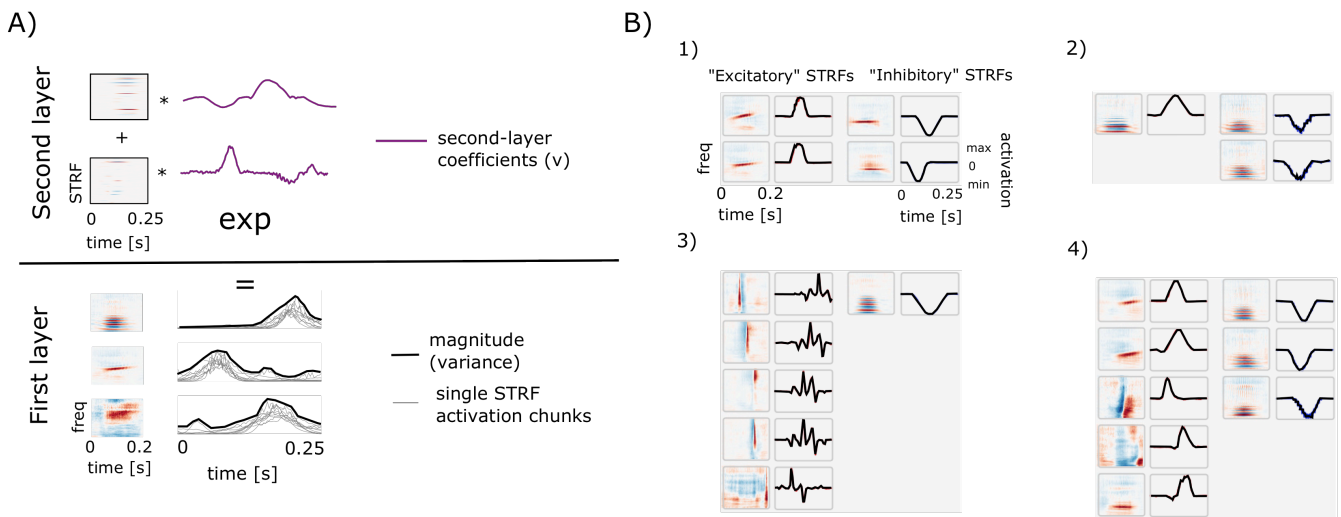 A)
Second layer
STRF
+
*
*
0
0.25
time [s]
exp
second-layer
coefficients (v)
=
First layer
freq
0
0.2
time [s]
0
0.25
time [s]
magnitude
(variance)
single STRF
activation chunks
B)
1)
"Excitatory" STRFs
"Inhibitory" STRFs
freq
0
0.2
time [s]
0
0.25
time [s]
max
0
min
activation
2)
3)
4)